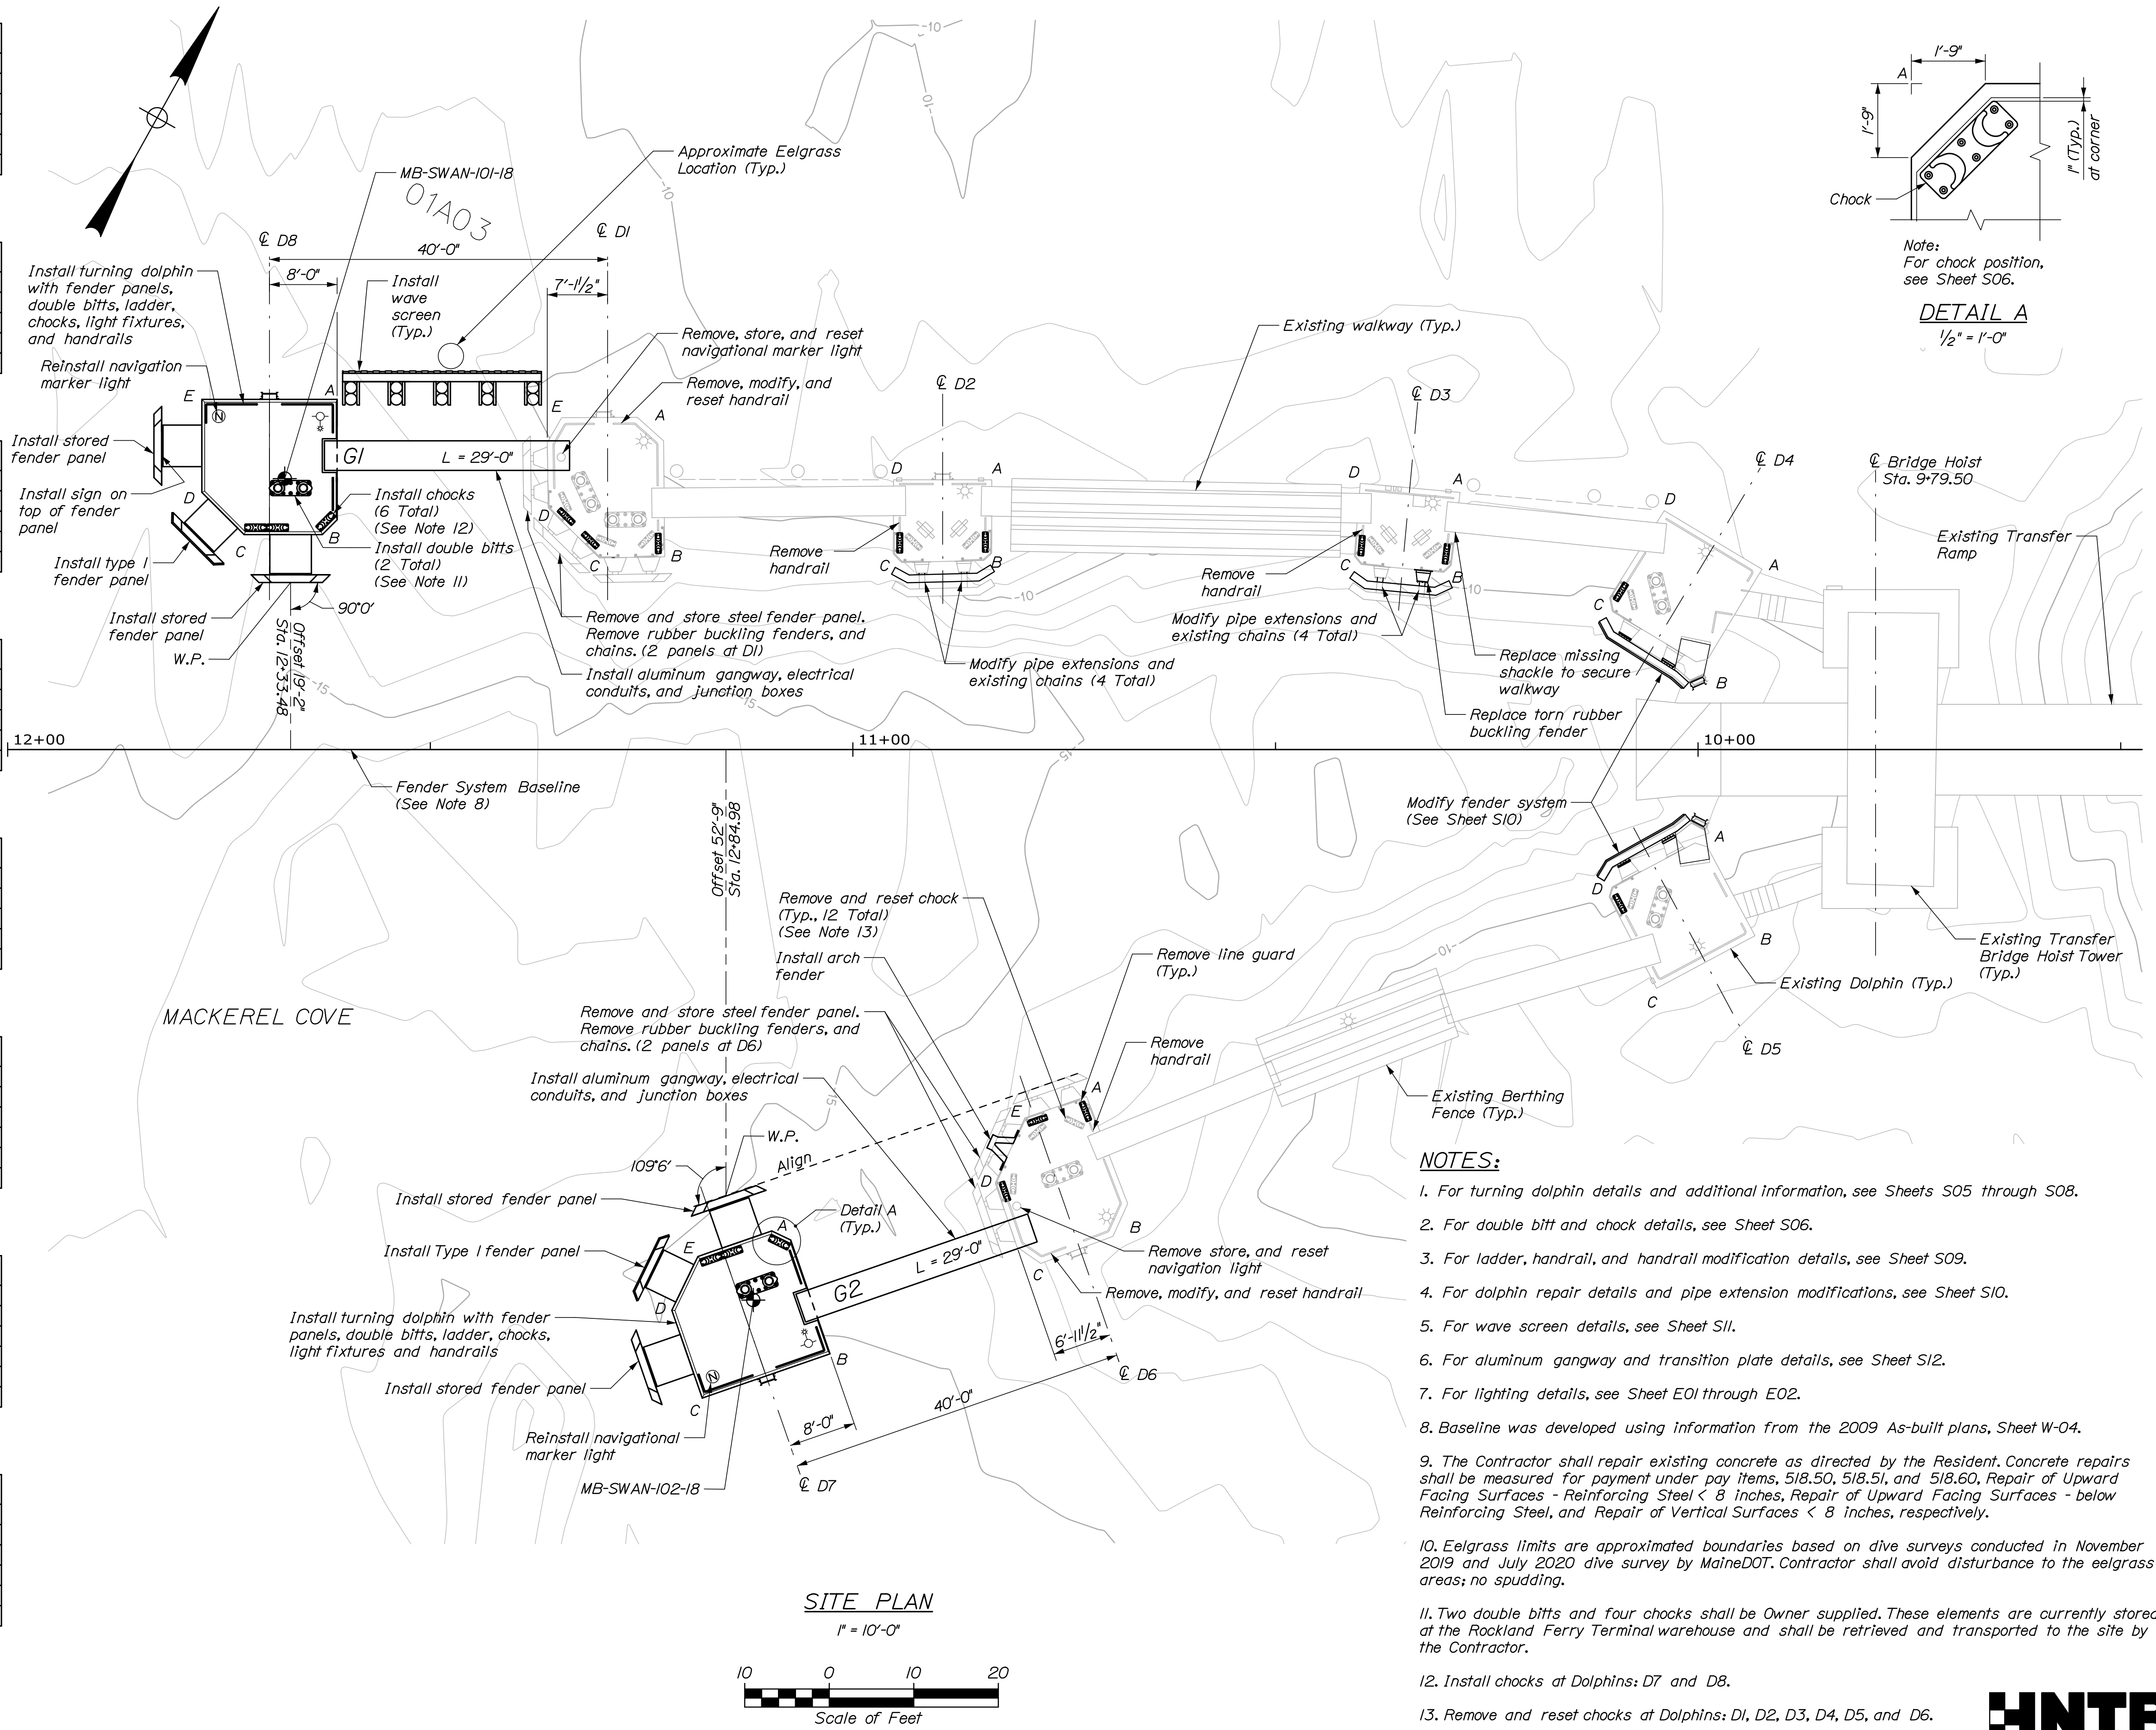 -10
-10
1'-9"
A
1'-9"
1" (Typ.)
at corner
Chock
Note:
For chock position,
see Sheet S06.
DETAIL A
1/2" = 1'-0"
Approximate Eelgrass
Location (Typ.)
-10
MB-SWAN-101-18
01A03
℄ D8
40'-0"
℄ D1
8'-0"
7'-1 1/2"
Install turning dolphin
with fender panels,
double bitts, ladder,
chocks, light fixtures,
and handrails
Install
wave
screen
(Typ.)
Reinstall navigation
marker light
Remove, store, and reset
navigational marker light
Remove, modify, and
reset handrail
Existing walkway (Typ.)
℄ D2
℄ D3
℄ D4
℄ Bridge Hoist
Sta. 9+79.50
E
A
E
A
N
Install stored
fender panel
G1
L = 29'-0"
D
A
D
A
D
Install sign on
top of fender
panel
D
Install chocks
(6 Total)
(See Note 12)
D
Existing Transfer
Ramp
B
C
Install double bitts
(2 Total)
(See Note 11)
C
B
Remove
handrail
C
B
Remove
handrail
C
B
A
C
B
Install type 1
fender panel
Install stored
fender panel
90°0'
W.P.
Offset 19'-2"
Sta. 12+33.48
-15
-10
-10
Remove and store steel fender panel.
Remove rubber buckling fenders, and
chains. (2 panels at D1)
Install aluminum gangway, electrical
conduits, and junction boxes
-15
Modify pipe extensions and
existing chains (4 Total)
Modify pipe extensions and
existing chains (4 Total)
Replace missing
shackle to secure
walkway
Replace torn rubber
buckling fender
12+00
11+00
10+00
-15
Fender System Baseline
(See Note 8)
Offset 52'-9"
Sta. 12+84.98
Modify fender system
(See Sheet S10)
A
D
B
C
Remove and reset chock
(Typ., 12 Total)
(See Note 13)
Install arch
fender
Remove line guard
(Typ.)
-10
Existing Transfer
Bridge Hoist Tower
(Typ.)
Existing Dolphin (Typ.)
MACKEREL COVE
Remove and store steel fender panel.
Remove rubber buckling fenders, and
chains. (2 panels at D6)
Remove
handrail
℄ D5
Install aluminum gangway, electrical
conduits, and junction boxes
-15
Existing Berthing
Fence (Typ.)
A
E
W.P.
Align
109°6'
D
Install stored fender panel
Detail A
(Typ.)
A
B
E
Install Type 1 fender panel
L = 29'-0"
C
Remove store, and reset
navigation light
G2
Remove, modify, and reset handrail
D
Install turning dolphin with fender
panels, double bitts, ladder, chocks,
light fixtures and handrails
6'-11 1/2"
B
℄ D6
N
Install stored fender panel
C
40'-0"
8'-0"
Reinstall navigational
marker light
℄ D7
MB-SWAN-102-18
NOTES:
1. For turning dolphin details and additional information, see Sheets S05 through S08.
2. For double bitt and chock details, see Sheet S06.
3. For ladder, handrail, and handrail modification details, see Sheet S09.
4. For dolphin repair details and pipe extension modifications, see Sheet S10.
5. For wave screen details, see Sheet S11.
6. For aluminum gangway and transition plate details, see Sheet S12.
7. For lighting details, see Sheet E01 through E02.
8. Baseline was developed using information from the 2009 As-built plans, Sheet W-04.
9. The Contractor shall repair existing concrete as directed by the Resident. Concrete repairs
shall be measured for payment under pay items, 518.50, 518.51, and 518.60, Repair of Upward
Facing Surfaces - Reinforcing Steel < 8 inches, Repair of Upward Facing Surfaces - below
Reinforcing Steel, and Repair of Vertical Surfaces < 8 inches, respectively.
10. Eelgrass limits are approximated boundaries based on dive surveys conducted in November
2019 and July 2020 dive survey by MaineDOT. Contractor shall avoid disturbance to the eelgrass
areas; no spudding.
11. Two double bitts and four chocks shall be Owner supplied. These elements are currently stored
at the Rockland Ferry Terminal warehouse and shall be retrieved and transported to the site by
the Contractor.
12. Install chocks at Dolphins: D7 and D8.
13. Remove and reset chocks at Dolphins: D1, D2, D3, D4, D5, and D6.
SITE PLAN
1" = 10'-0"
10 0 10 20
Scale of Feet
HNTB